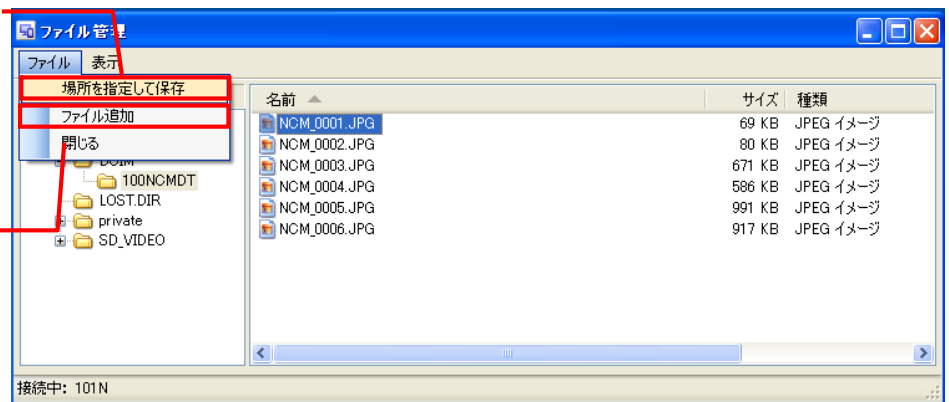 ファイル管理
ファイル 表示
場所を指定して保存
ファイル追加
閉じる
名前 サイズ 種類
NCM_0001.JPG 69 KB JPEG イメージ
NCM_0002.JPG 80 KB JPEG イメージ
NCM_0003.JPG 671 KB JPEG イメージ
NCM_0004.JPG 586 KB JPEG イメージ
NCM_0005.JPG 991 KB JPEG イメージ
NCM_0006.JPG 917 KB JPEG イメージ
100NCMDT
LOST.DIR
private
SD_VIDEO
接続中: 101N